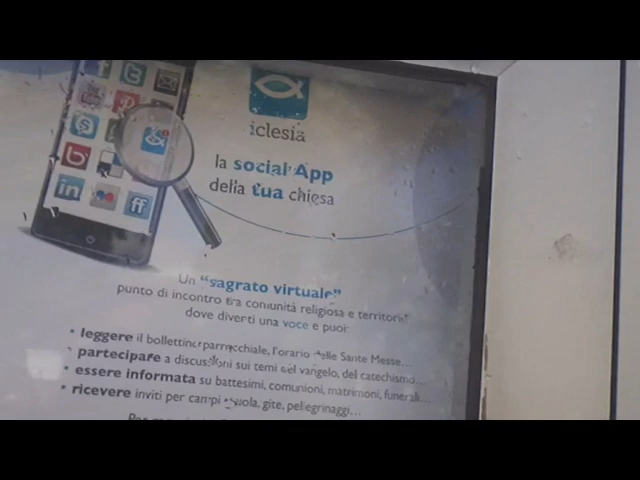 iclesia
la social App
della tua chiesa
Un “sagrato virtuale”
punto di incontro tra comunità religiosa e territorio
dove diventi una voce e puoi:
• leggere il bollettino parrocchiale, l'orario delle Sante Messe...
• partecipare a discussioni sui temi del vangelo, del catechismo...
• essere informata su battesimi, comunioni, matrimoni, funerali...
• ricevere inviti per campi scuola, gite, pellegrinaggi...